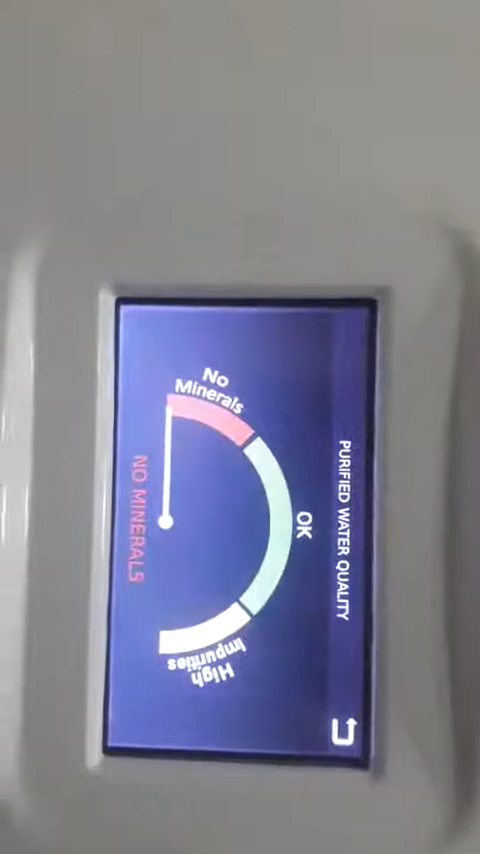 PURIFIED WATER QUALITY
No
Minerals
OK
High
Impurities
NO MINERALS